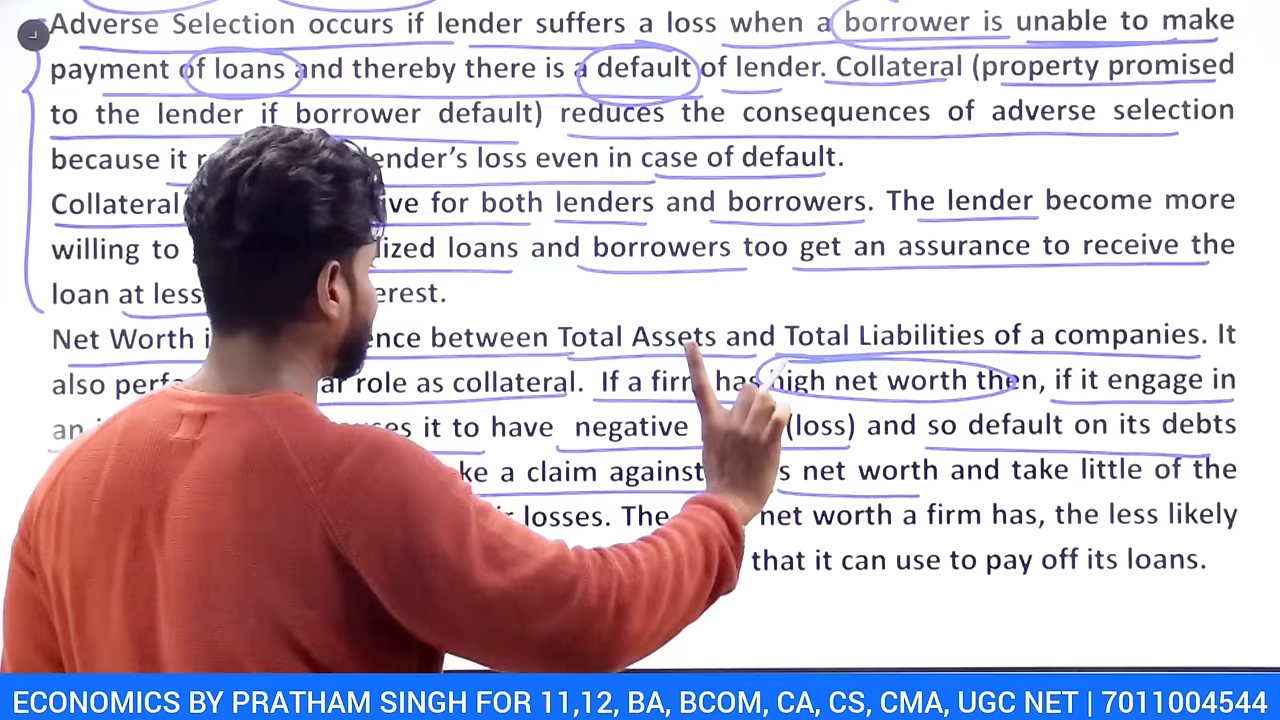 Adverse Selection occurs if lender suffers a loss when a borrower is unable to make
payment of loans and thereby there is a default of lender. Collateral (property promised
to the lender if borrower default) reduces the consequences of adverse selection
because it lender's loss even in case of default.
Collateral for both lenders and borrowers. The lender become more
willing to loans and borrowers too get an assurance to receive the
loan at less
Net Worth between Total Assets and Total Liabilities of a companies. It
also role as collateral. If a firm has high net worth then, if it engage in
an it to have negative (loss) and so default on its debts
a claim against net worth and take little of the
losses. The net worth a firm has, the less likely
that it can use to pay off its loans.
ECONOMICS BY PRATHAM SINGH FOR 11,12, BA, BCOM, CA, CS, CMA, UGC NET | 7011004544